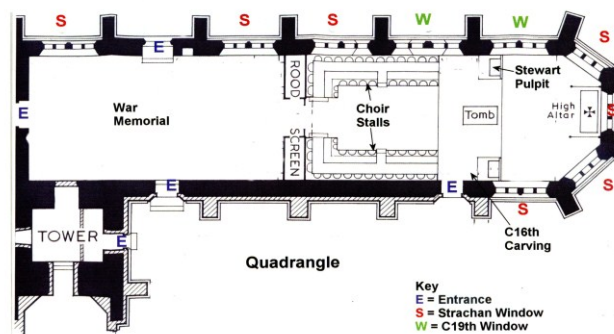 S
S
S
W
W
S
E
S
Stewart
Pulpit
E
War
Memorial
ROOD
SCREEN
Choir
Stalls
Tomb
High
Altar
S
E
E
TOWER
E
S
S
C16th
Carving
Quadrangle
Key
E = Entrance
S = Strachan Window
W = C19th Window